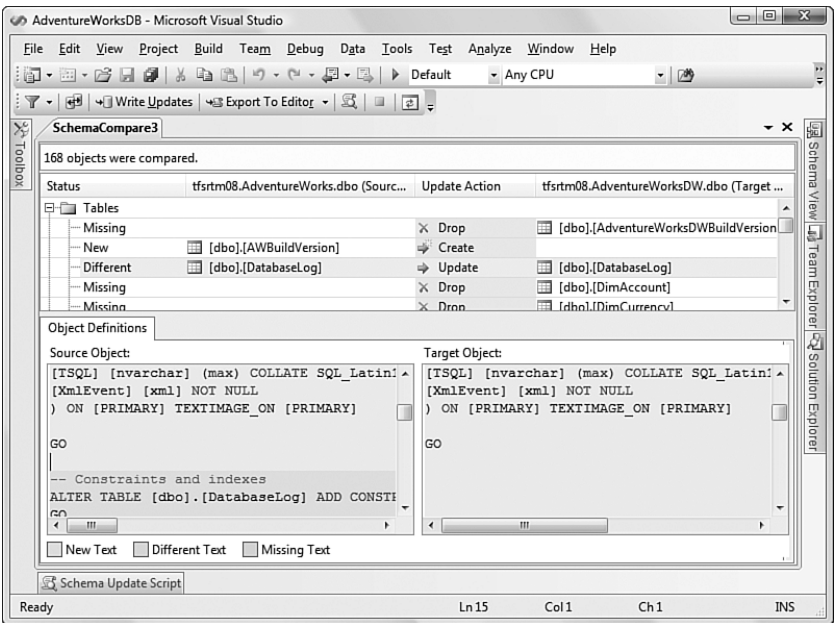 AdventureWorksDB - Microsoft Visual Studio
File Edit View Project Build Team Debug Data Tools Test Analyze Window Help
Default Any CPU
Write Updates Export To Editor
Toolbox
SchemaCompare3
168 objects were compared.
Status tfsrtm08.AdventureWorks.dbo (Sourc... Update Action tfsrtm08.AdventureWorksDW.dbo (Target ...
Tables
Missing Drop [dbo].[AdventureWorksDWBuildVersion
New [dbo].[AWBuildVersion] Create
Different [dbo].[DatabaseLog] Update [dbo].[DatabaseLog]
Missing Drop [dbo].[DimAccount]
Missing Drop [dbo].[DimCurrency]
Object Definitions
Source Object:
[TSQL] [nvarchar] (max) COLLATE SQL_Latin1
[XmlEvent] [xml] NOT NULL
) ON [PRIMARY] TEXTIMAGE_ON [PRIMARY]
GO
-- Constraints and indexes
ALTER TABLE [dbo].[DatabaseLog] ADD CONSTR
GO
Target Object:
[TSQL] [nvarchar] (max) COLLATE SQL_Latin1
[XmlEvent] [xml] NOT NULL
) ON [PRIMARY] TEXTIMAGE_ON [PRIMARY]
GO
New Text Different Text Missing Text
Schema View
Team Explorer
Solution Explorer
Schema Update Script
Ready Ln 15 Col 1 Ch 1 INS